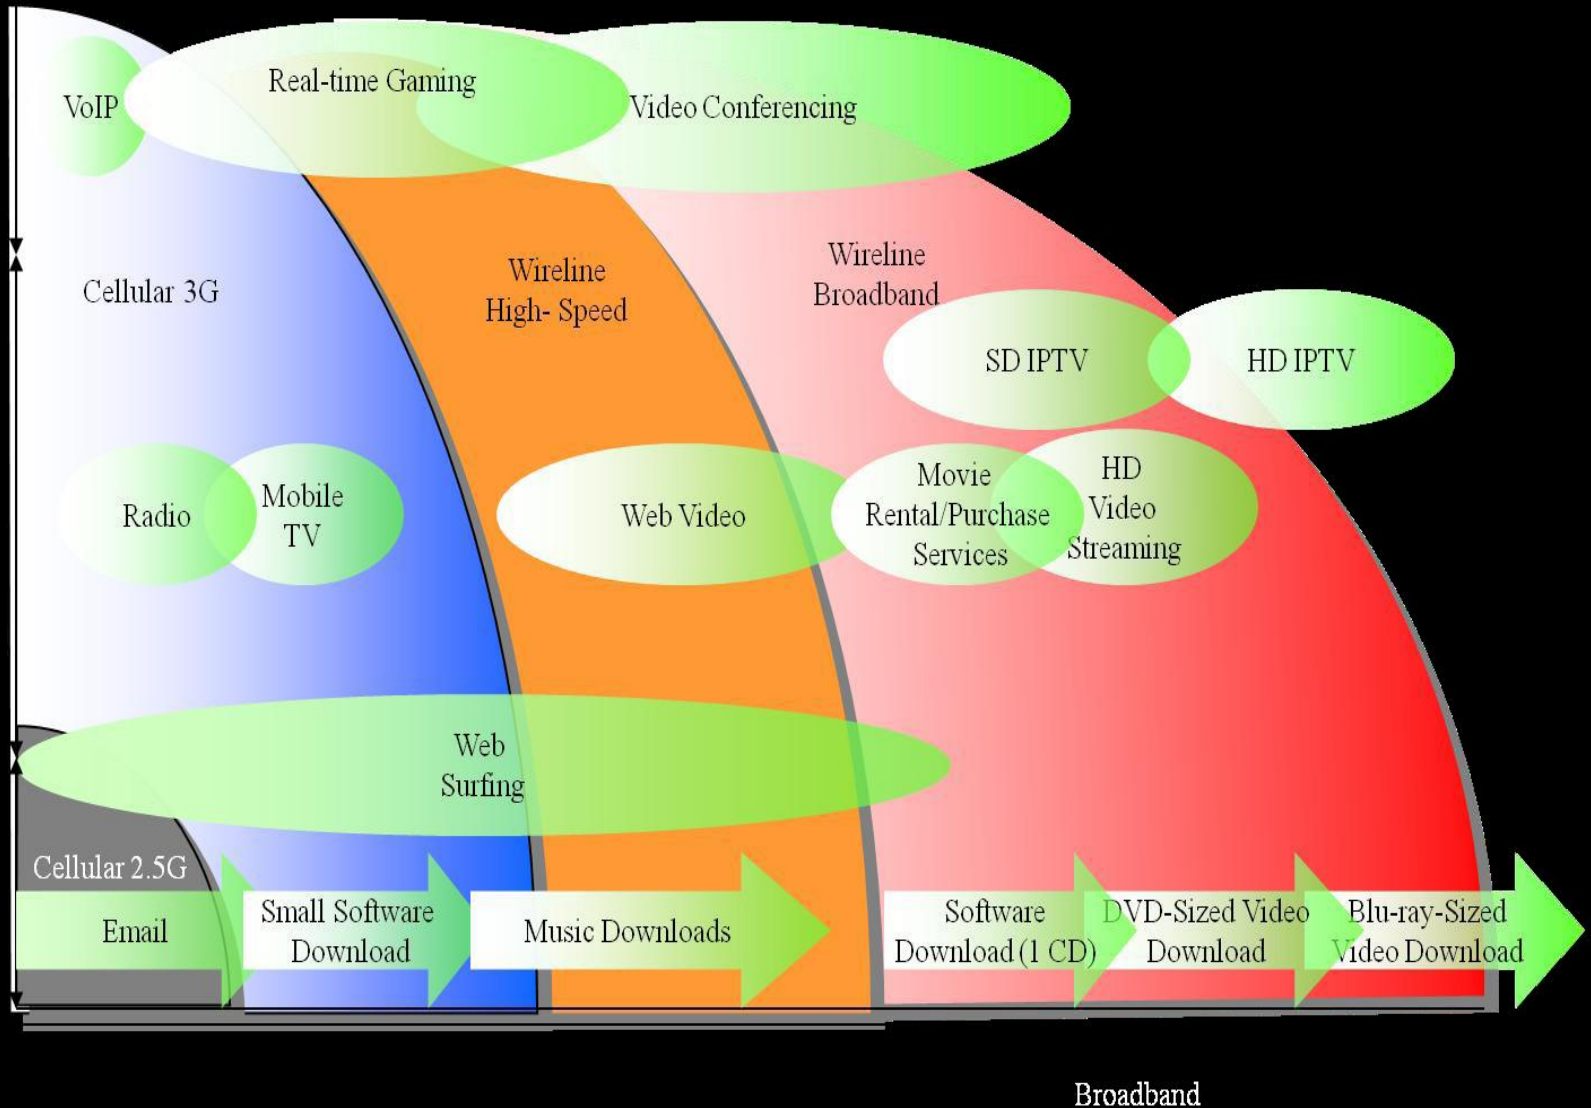 Real-time Gaming
VoIP
Video Conferencing
Cellular 3G
Wireline
High- Speed
Wireline
Broadband
SD IPTV
HD IPTV
Radio
Mobile
TV
Web Video
Movie
Rental/Purchase
Services
HD
Video
Streaming
Web
Surfing
Cellular 2.5G
Email
Small Software
Download
Music Downloads
Software
Download (1 CD)
DVD-Sized Video
Download
Blu-ray-Sized
Video Download
Broadband